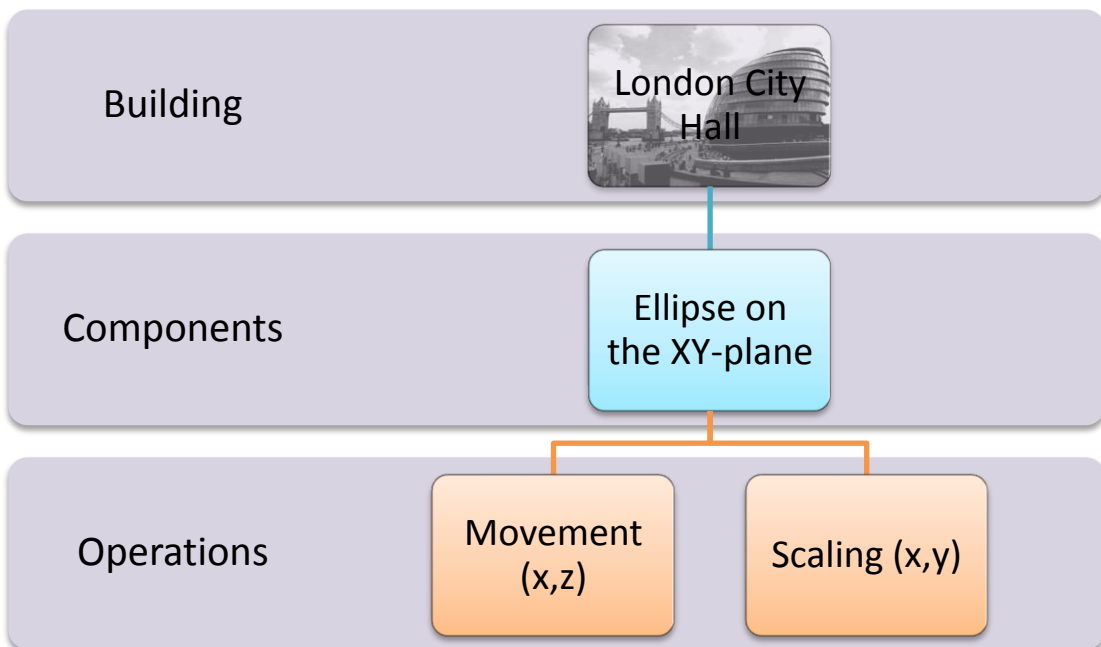 Building
London City
Hall
Components
Ellipse on
the XY-plane
Operations
Movement
(x,z)
Scaling (x,y)